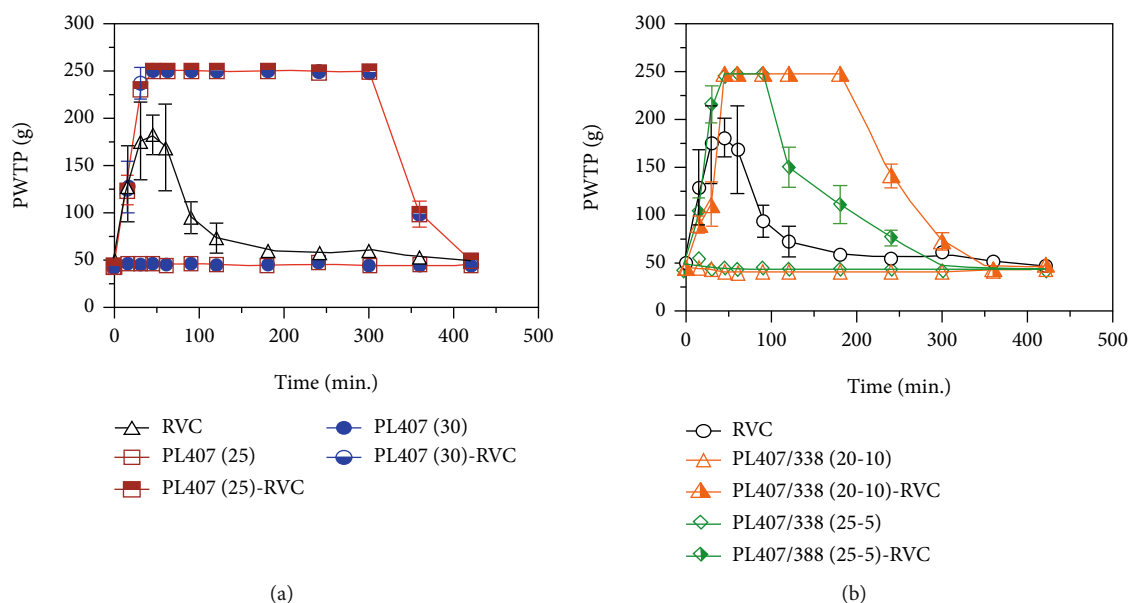 300
250
200
150
100
50
0
PWTP (g)
0 100 200 300 400 500
Time (min.)
RVC
PL407 (25)
PL407 (25)-RVC
PL407 (30)
PL407 (30)-RVC
(a)
300
250
200
150
100
50
0
PWTP (g)
0 100 200 300 400 500
Time (min.)
RVC
PL407/338 (20-10)
PL407/338 (20-10)-RVC
PL407/338 (25-5)
PL407/388 (25-5)-RVC
(b)